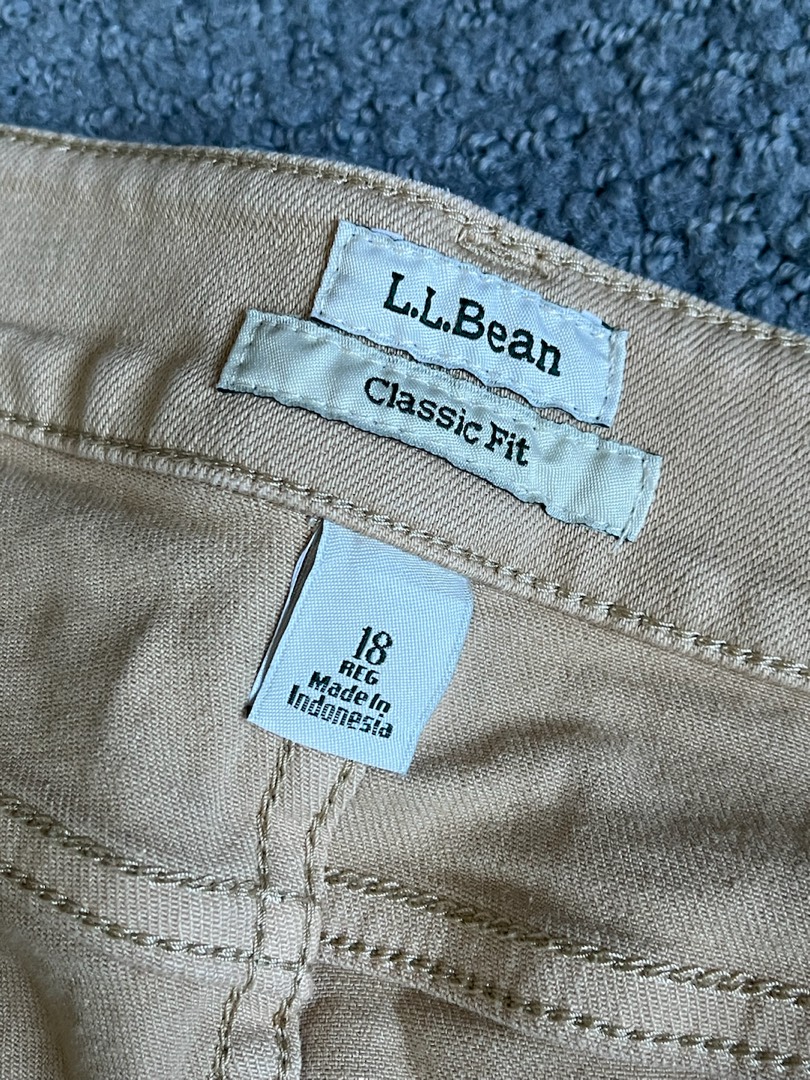 L.L.Bean
Classic Fit
18
REG
Made In
Indonesia